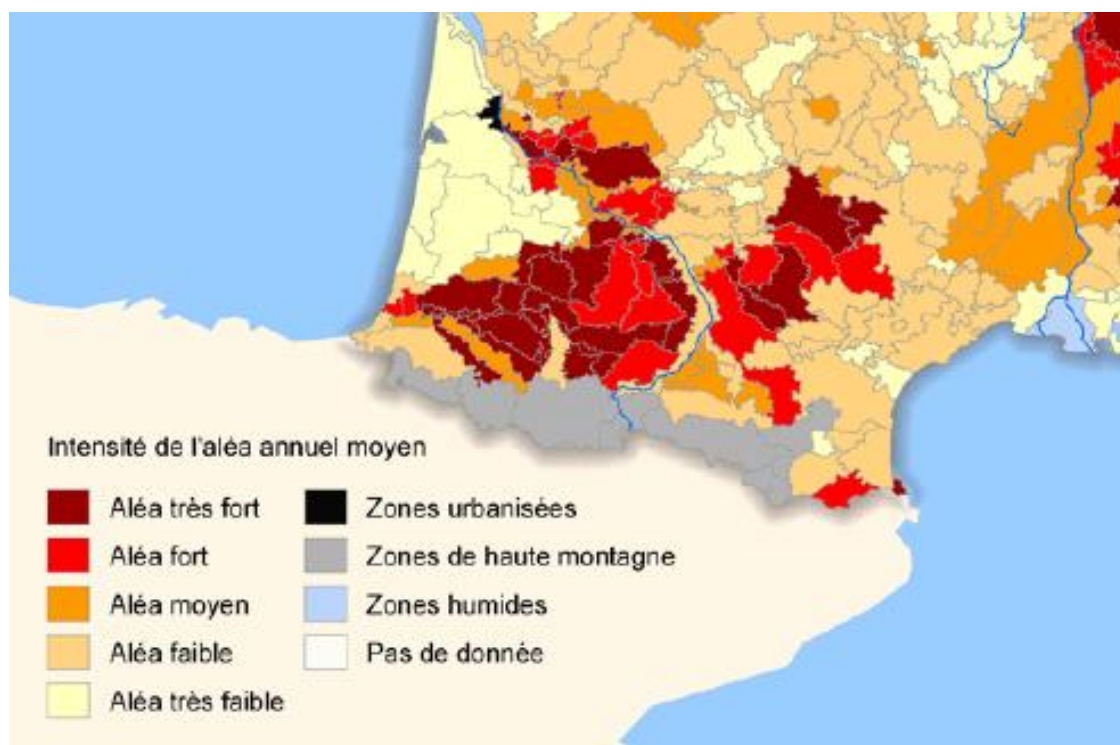 Intensité de l'aléa annuel moyen
Aléa très fort
Aléa fort
Aléa moyen
Aléa faible
Aléa très faible
Zones urbanisées
Zones de haute montagne
Zones humides
Pas de donnée